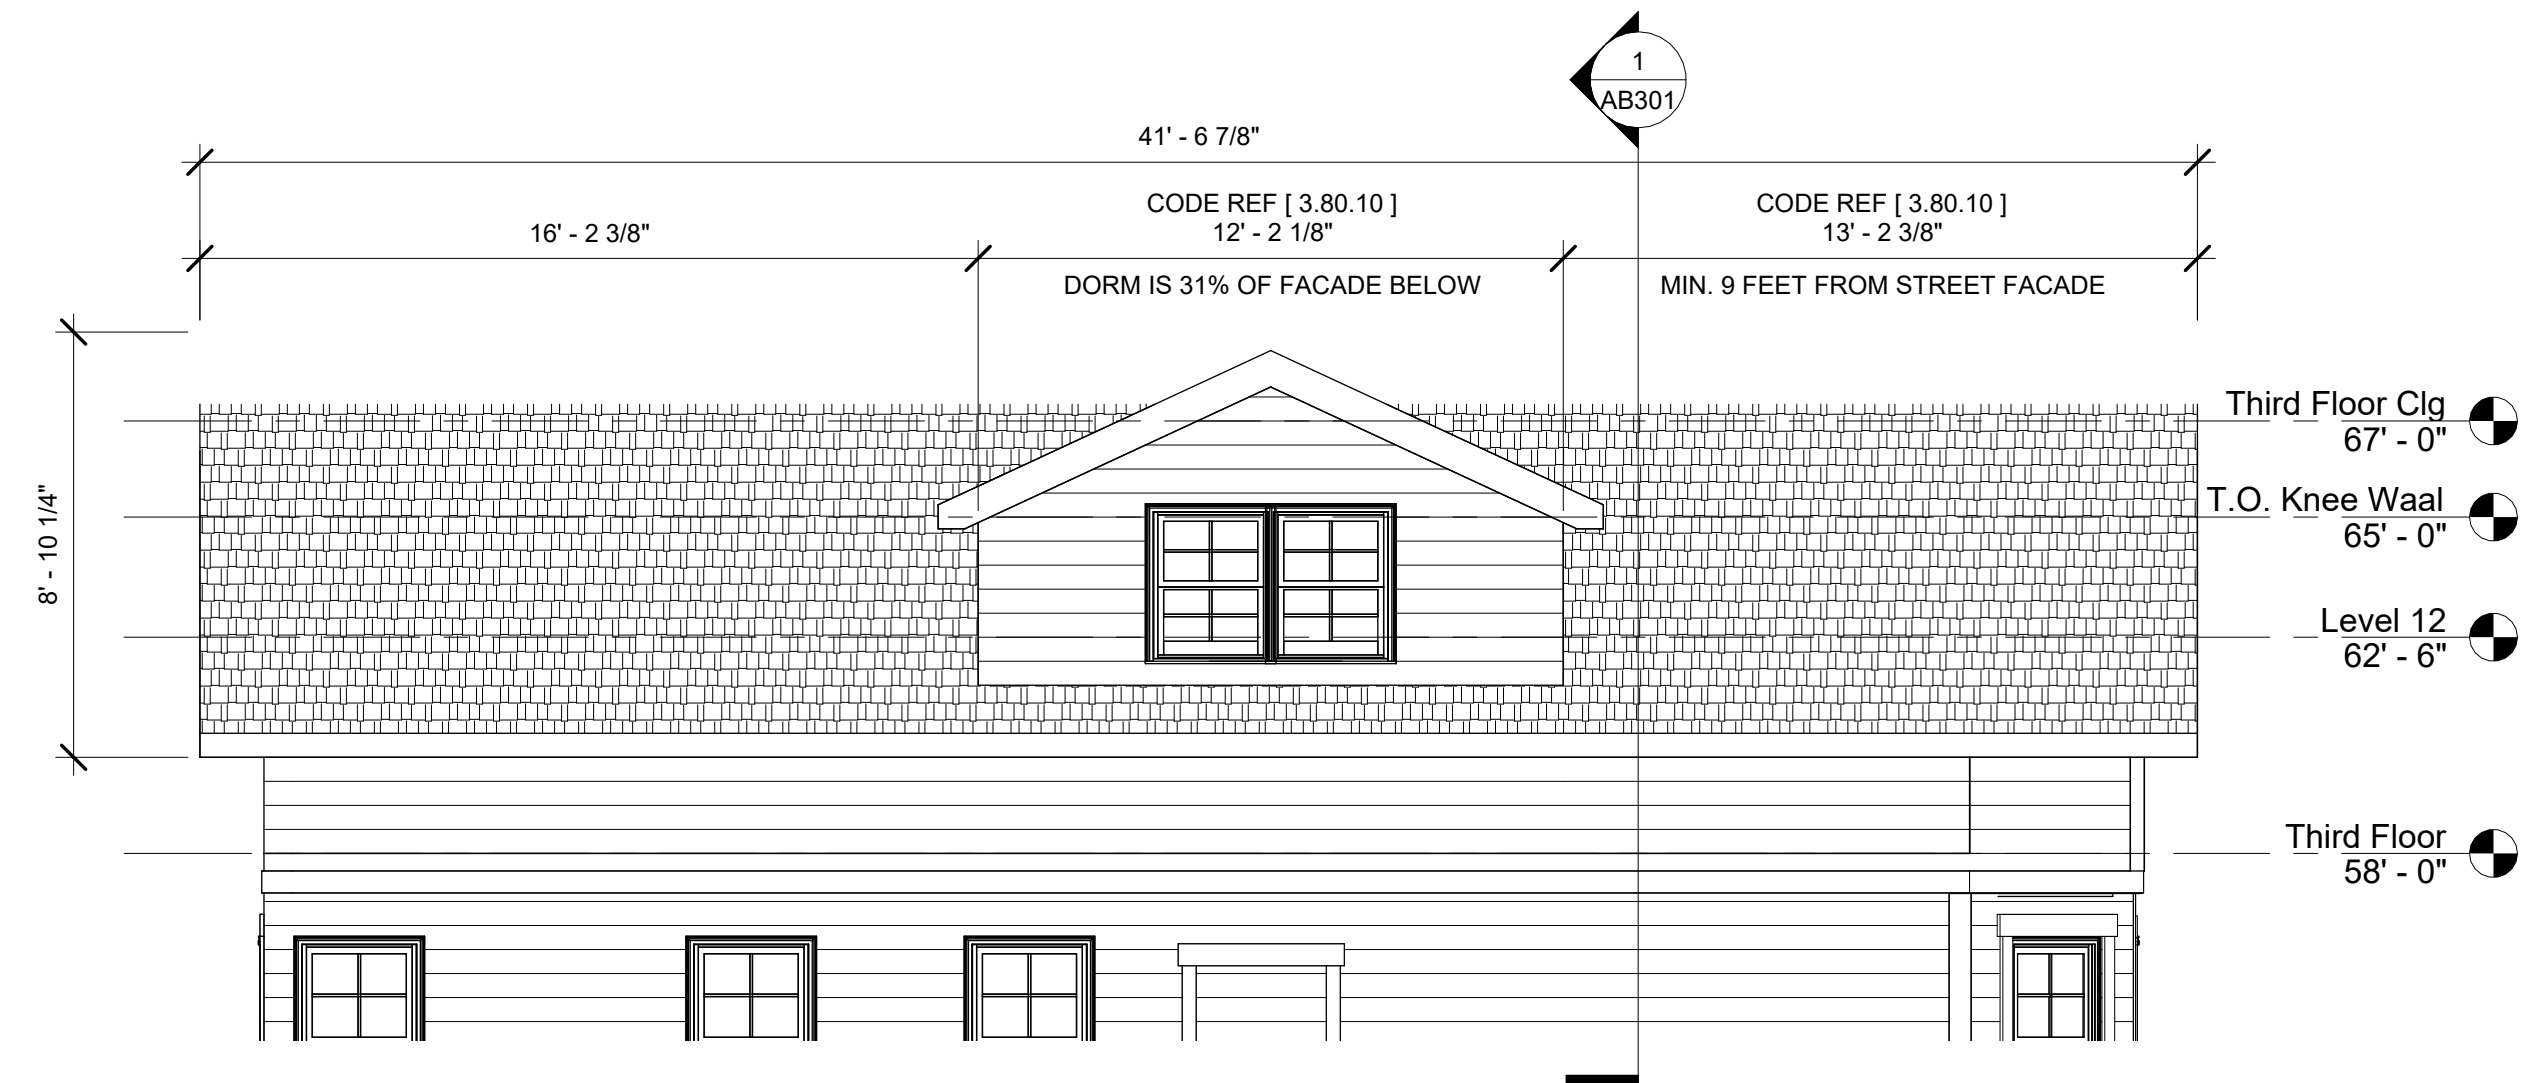 1
AB301
41' - 6 7/8"
CODE REF [ 3.80.10 ]
CODE REF [ 3.80.10 ]
16' - 2 3/8"
12' - 2 1/8"
13' - 2 3/8"
DORM IS 31% OF FACADE BELOW
MIN. 9 FEET FROM STREET FACADE
8' - 10 1/4"
Third Floor Clg
67' - 0"
T.O. Knee Waal
65' - 0"
Level 12
62' - 6"
Third Floor
58' - 0"